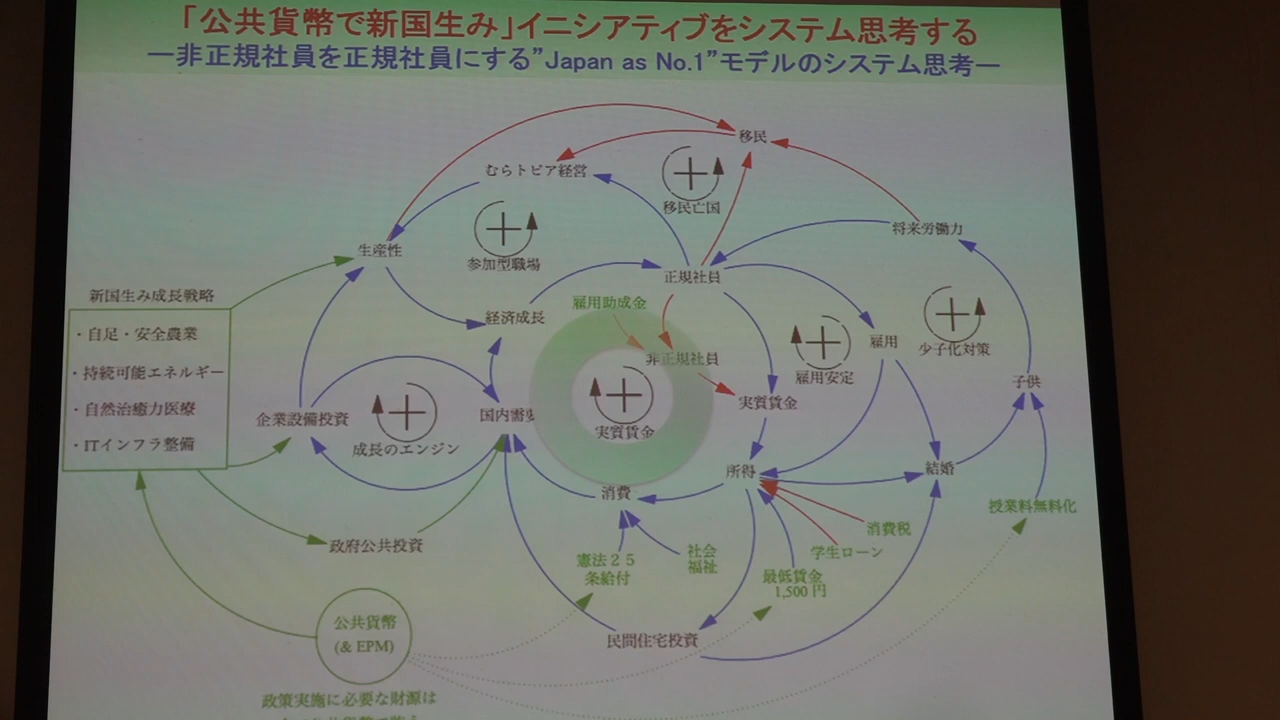 「公共貨幣で新国生み」イニシアティブをシステム思考する
―非正規社員を正規社員にする”Japan as No.1”モデルのシステム思考―
移民
むらトピア経営
移民亡国
将来労働力
生産性
参加型職場
正規社員
新国生み成長戦略
雇用助成金
経済成長
・自足・安全農業
雇用
少子化対策
非正規社員
・持続可能エネルギー
雇用安定
子供
実質賃金
・自然治癒力医療
企業設備投資
国内需要
実質賃金
・ITインフラ整備
成長のエンジン
所得
結婚
消費
授業料無料化
消費税
政府公共投資
学生ローン
社会
福祉
憲法25
条給付
最低賃金
1,500円
公共貨幣
(& EPM)
民間住宅投資
政策実施に必要な財源は